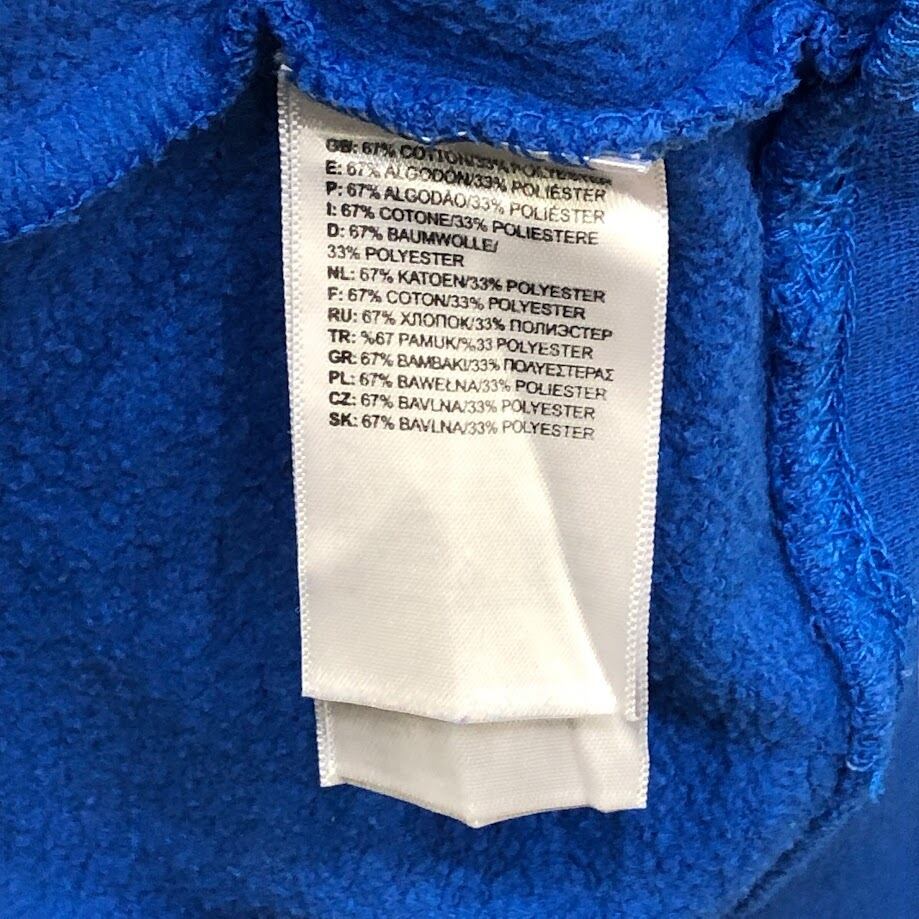 GB: 67% COTTON/33% POLYESTER
E: 67% ALGODÓN/33% POLIÉSTER
P: 67% ALGODÃO/33% POLIÉSTER
I: 67% COTONE/33% POLIESTERE
D: 67% BAUMWOLLE/
33% POLYESTER
NL: 67% KATOEN/33% POLYESTER
F: 67% COTON/33% POLYESTER
RU: 67% ХЛОПОК/33% ПОЛИЭСТЕР
TR: %67 PAMUK/%33 POLYESTER
GR: 67% ΒΑΜΒΑΚΙ/33% ΠΟΛΥΕΣΤΕΡΑΣ
PL: 67% BAWEŁNA/33% POLIESTER
CZ: 67% BAVLNA/33% POLYESTER
SK: 67% BAVLNA/33% POLYESTER